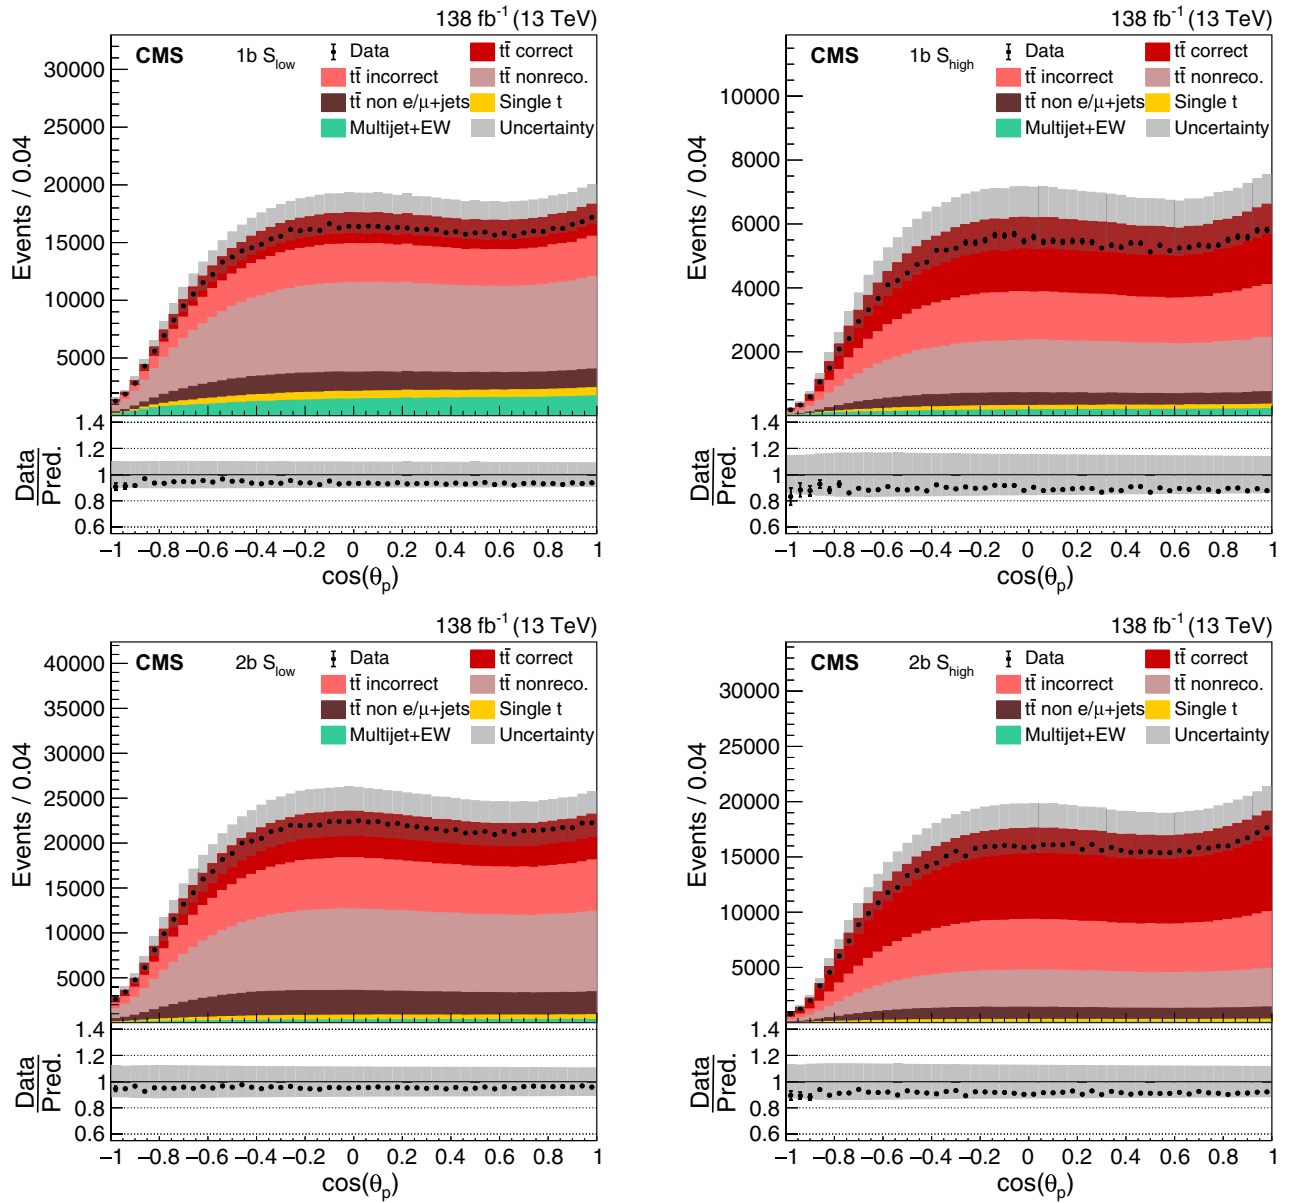 138 fb⁻¹ (13 TeV)
CMS 1b S_low
Data
tt̄ correct
tt̄ incorrect
tt̄ nonreco.
tt̄ non e/μ+jets
Single t
Multijet+EW
Uncertainty
Events / 0.04
30000
25000
20000
15000
10000
5000
Data
Pred.
1.4
1.2
1
0.8
0.6
−1 −0.8 −0.6 −0.4 −0.2 0 0.2 0.4 0.6 0.8 1
cos(θ_p)
138 fb⁻¹ (13 TeV)
CMS 1b S_high
Data
tt̄ correct
tt̄ incorrect
tt̄ nonreco.
tt̄ non e/μ+jets
Single t
Multijet+EW
Uncertainty
Events / 0.04
10000
8000
6000
4000
2000
Data
Pred.
1.4
1.2
1
0.8
0.6
−1 −0.8 −0.6 −0.4 −0.2 0 0.2 0.4 0.6 0.8 1
cos(θ_p)
138 fb⁻¹ (13 TeV)
CMS 2b S_low
Data
tt̄ correct
tt̄ incorrect
tt̄ nonreco.
tt̄ non e/μ+jets
Single t
Multijet+EW
Uncertainty
Events / 0.04
40000
35000
30000
25000
20000
15000
10000
5000
Data
Pred.
1.4
1.2
1
0.8
0.6
−1 −0.8 −0.6 −0.4 −0.2 0 0.2 0.4 0.6 0.8 1
cos(θ_p)
138 fb⁻¹ (13 TeV)
CMS 2b S_high
Data
tt̄ correct
tt̄ incorrect
tt̄ nonreco.
tt̄ non e/μ+jets
Single t
Multijet+EW
Uncertainty
Events / 0.04
30000
25000
20000
15000
10000
5000
Data
Pred.
1.4
1.2
1
0.8
0.6
−1 −0.8 −0.6 −0.4 −0.2 0 0.2 0.4 0.6 0.8 1
cos(θ_p)